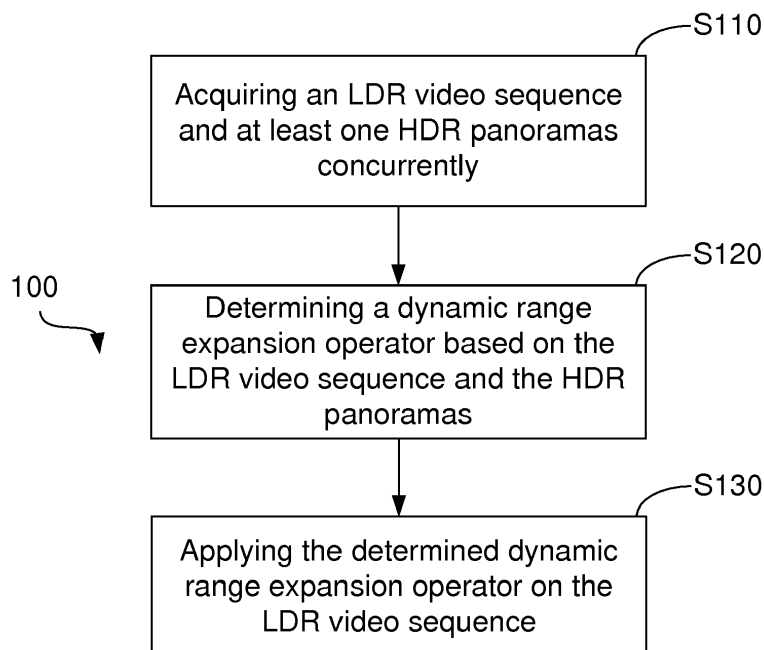 S110
Acquiring an LDR video sequence
and at least one HDR panoramas
concurrently
S120
100
Determining a dynamic range
expansion operator based on the
LDR video sequence and the HDR
panoramas
S130
Applying the determined dynamic
range expansion operator on the
LDR video sequence